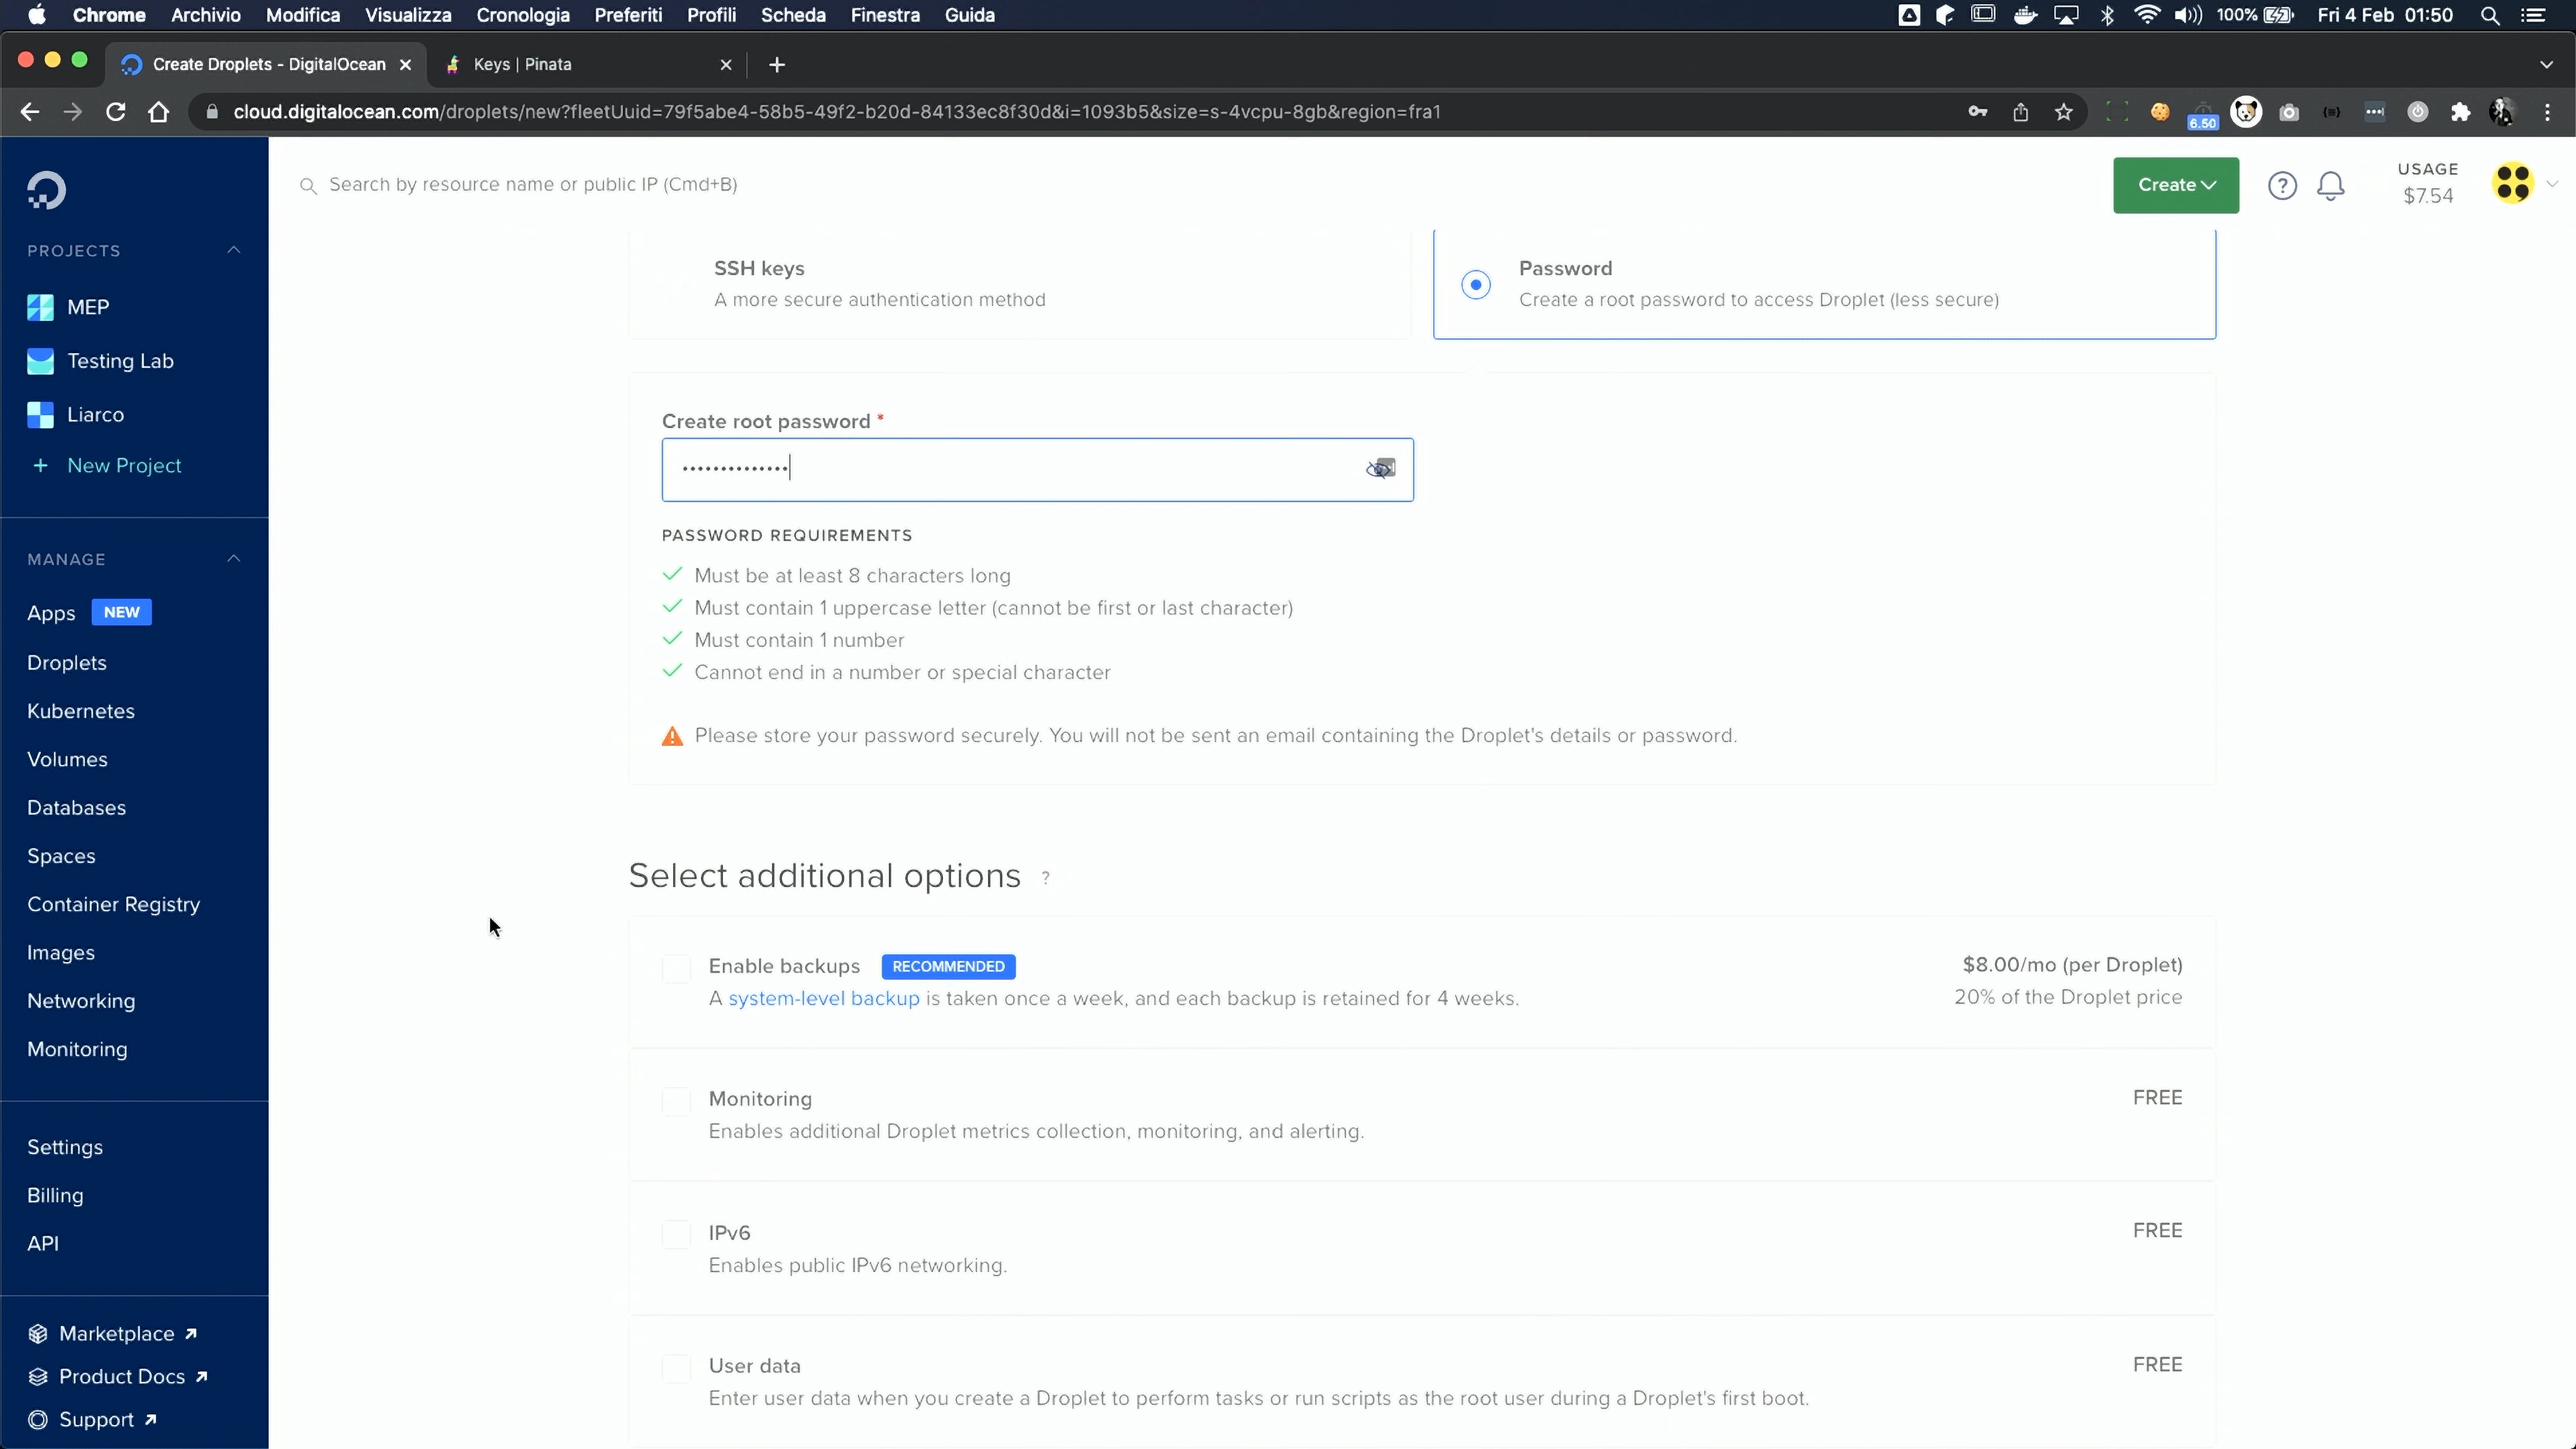 Chrome Archivio Modifica Visualizza Cronologia Preferiti Profili Scheda Finestra Guida 100% Fri 4 Feb 01:50
Create Droplets - DigitalOcean Keys | Pinata
cloud.digitalocean.com/droplets/new?fleetUuid=79f5abe4-58b5-49f2-b20d-84133ec8f30d&i=1093b5&size=s-4vcpu-8gb&region=fra1
6.50
Search by resource name or public IP (Cmd+B)
Create
USAGE
$7.54
PROJECTS
MEP
Testing Lab
Liarco
+ New Project
MANAGE
Apps NEW
Droplets
Kubernetes
Volumes
Databases
Spaces
Container Registry
Images
Networking
Monitoring
Settings
Billing
API
Marketplace
Product Docs
Support
SSH keys
A more secure authentication method
Password
Create a root password to access Droplet (less secure)
Create root password *
••••••••••••••
PASSWORD REQUIREMENTS
Must be at least 8 characters long
Must contain 1 uppercase letter (cannot be first or last character)
Must contain 1 number
Cannot end in a number or special character
Please store your password securely. You will not be sent an email containing the Droplet's details or password.
Select additional options ?
Enable backups RECOMMENDED
$8.00/mo (per Droplet)
A system-level backup is taken once a week, and each backup is retained for 4 weeks.
20% of the Droplet price
Monitoring
FREE
Enables additional Droplet metrics collection, monitoring, and alerting.
IPv6
FREE
Enables public IPv6 networking.
User data
FREE
Enter user data when you create a Droplet to perform tasks or run scripts as the root user during a Droplet's first boot.